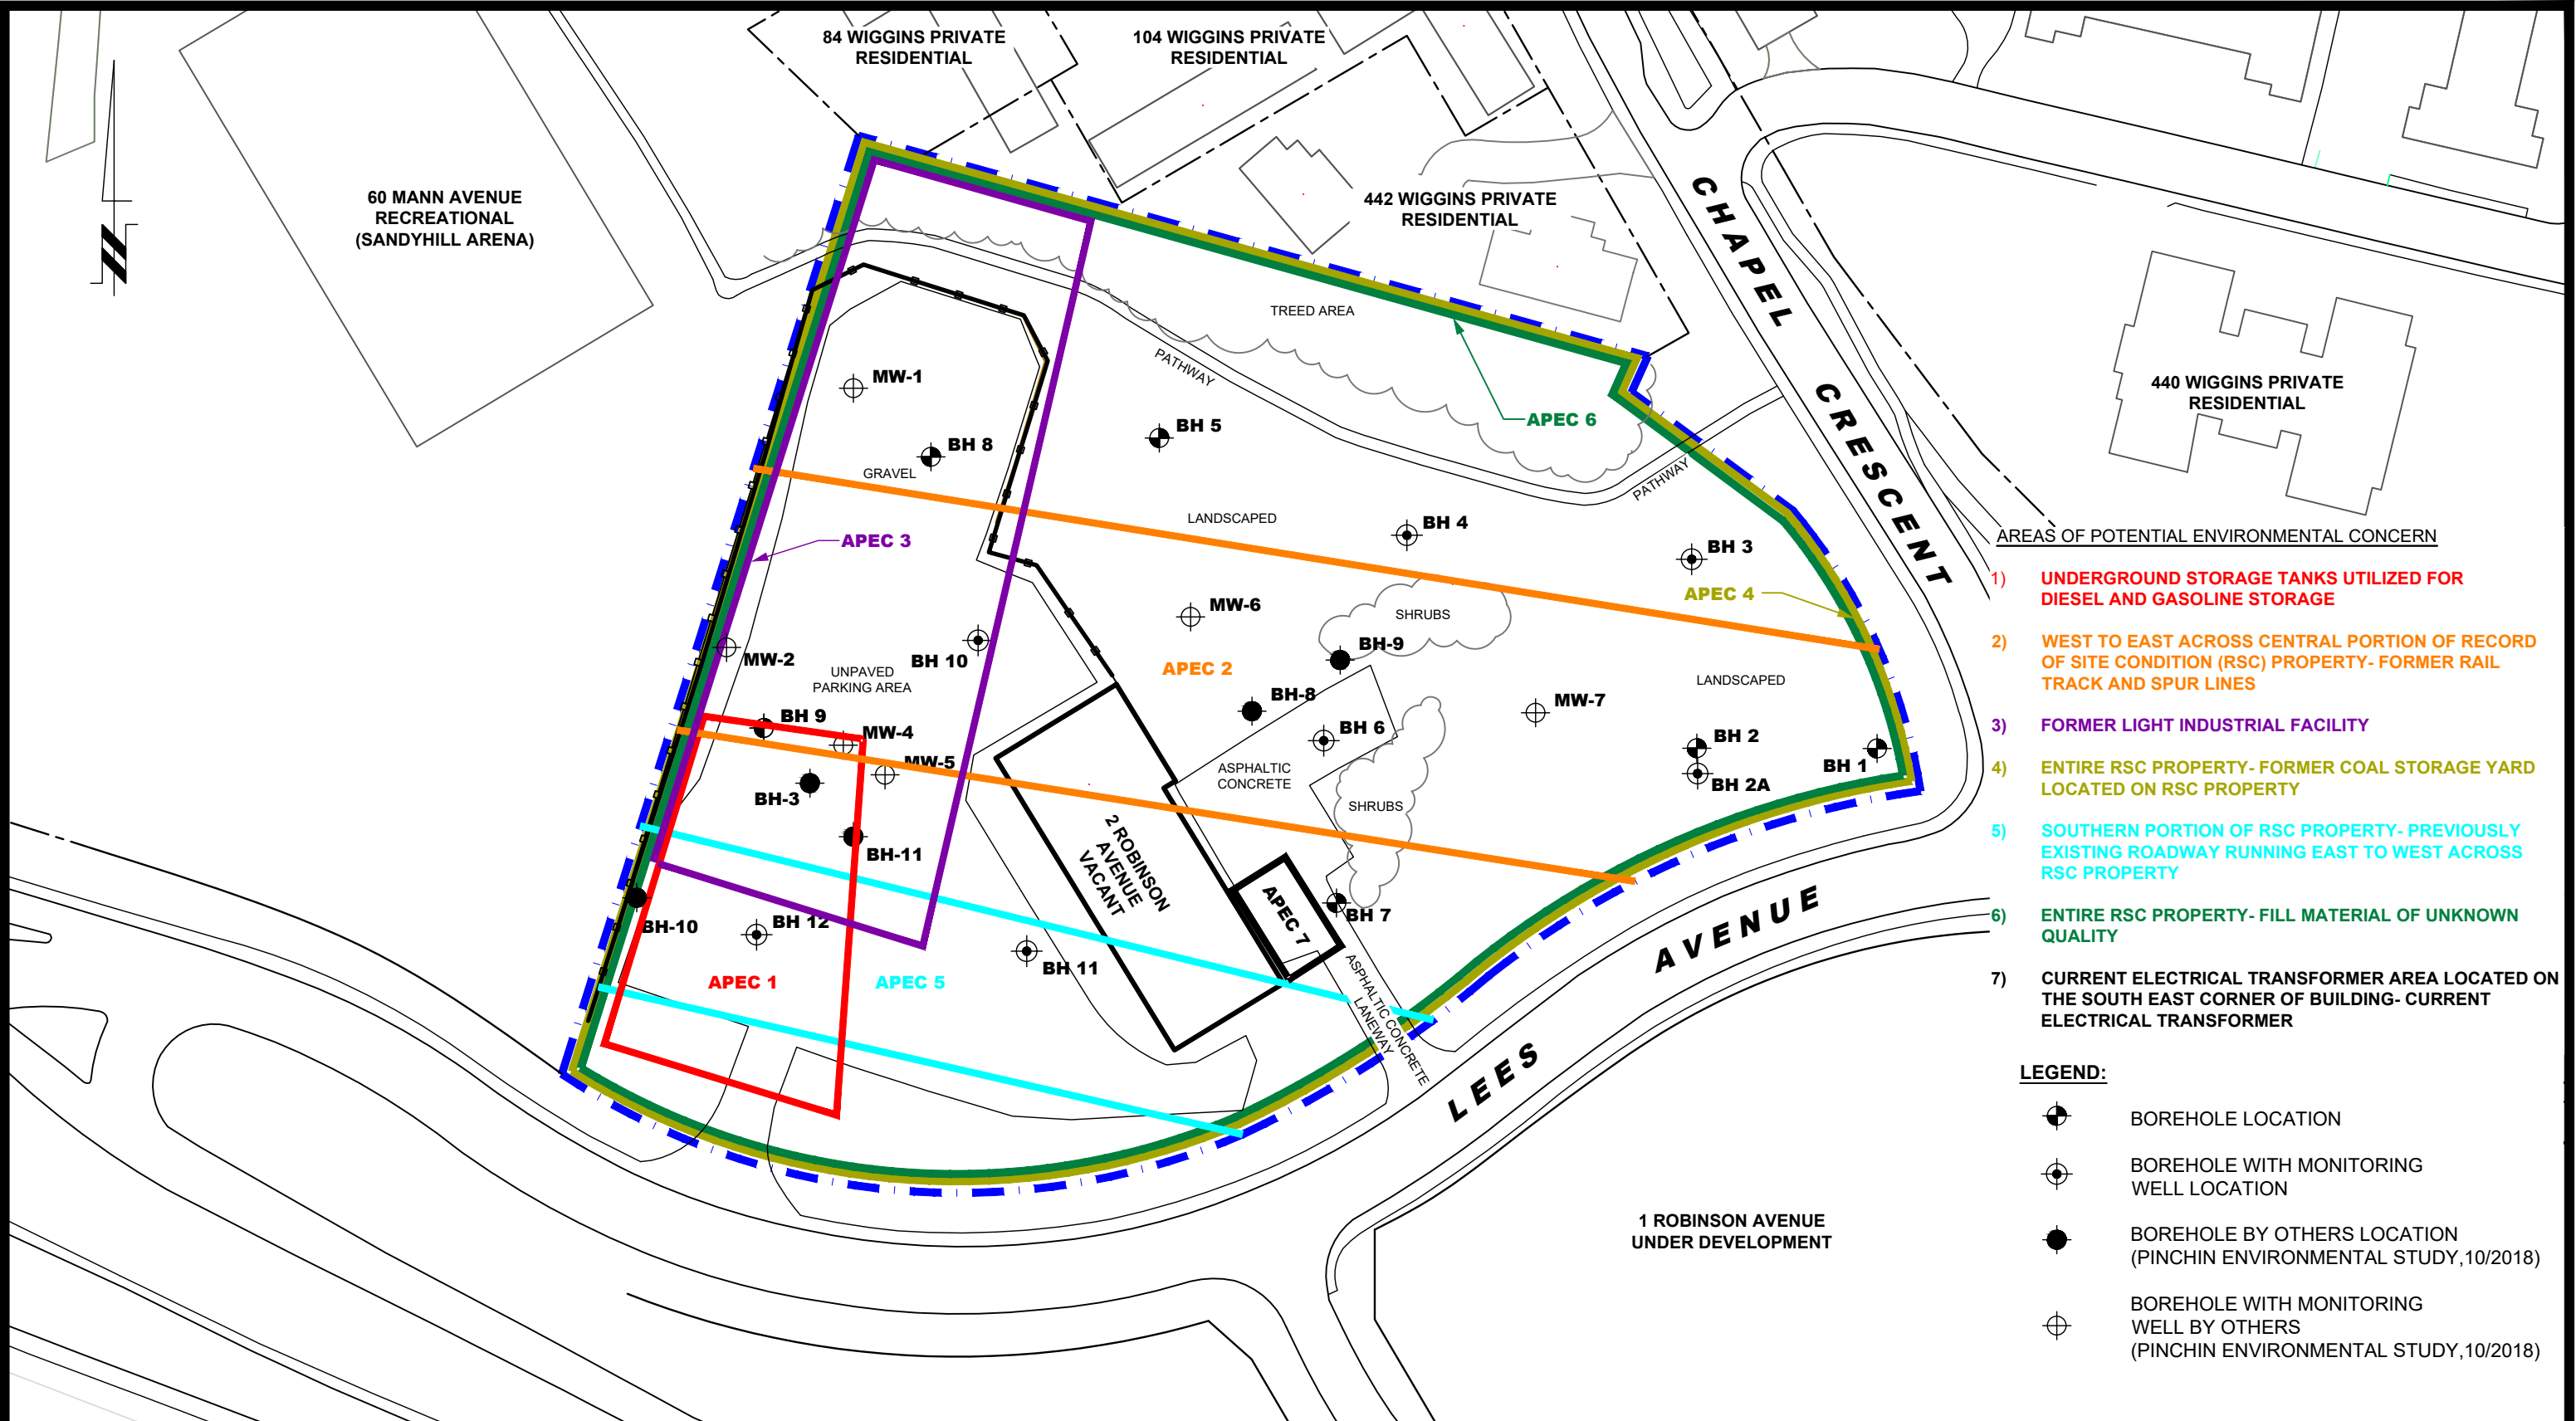 84 WIGGINS PRIVATE
RESIDENTIAL
104 WIGGINS PRIVATE
RESIDENTIAL
60 MANN AVENUE
RECREATIONAL
(SANDYHILL ARENA)
442 WIGGINS PRIVATE
RESIDENTIAL
CHAPEL CRESCENT
440 WIGGINS PRIVATE
RESIDENTIAL
TREED AREA
PATHWAY
MW-1
APEC 6
BH 5
BH 8
GRAVEL
PATHWAY
LANDSCAPED
BH 4
APEC 3
BH 3
APEC 4
MW-6
SHRUBS
BH-9
MW-2
BH 10
APEC 2
UNPAVED
PARKING AREA
LANDSCAPED
BH-8
MW-7
BH 9
MW-4
BH 6
BH 2
MW-5
BH 1
ASPHALTIC
CONCRETE
BH 2A
BH-3
SHRUBS
BH-11
2 ROBINSON
AVENUE
VACANT
APEC 7
BH 7
BH-10
BH 12
BH 11
APEC 1
APEC 5
ASPHALTIC CONCRETE
LANEWAY
LEES AVENUE
1 ROBINSON AVENUE
UNDER DEVELOPMENT
AREAS OF POTENTIAL ENVIRONMENTAL CONCERN
1) UNDERGROUND STORAGE TANKS UTILIZED FOR
DIESEL AND GASOLINE STORAGE
2) WEST TO EAST ACROSS CENTRAL PORTION OF RECORD
OF SITE CONDITION (RSC) PROPERTY- FORMER RAIL
TRACK AND SPUR LINES
3) FORMER LIGHT INDUSTRIAL FACILITY
4) ENTIRE RSC PROPERTY- FORMER COAL STORAGE YARD
LOCATED ON RSC PROPERTY
5) SOUTHERN PORTION OF RSC PROPERTY- PREVIOUSLY
EXISTING ROADWAY RUNNING EAST TO WEST ACROSS
RSC PROPERTY
6) ENTIRE RSC PROPERTY- FILL MATERIAL OF UNKNOWN
QUALITY
7) CURRENT ELECTRICAL TRANSFORMER AREA LOCATED ON
THE SOUTH EAST CORNER OF BUILDING- CURRENT
ELECTRICAL TRANSFORMER
LEGEND:
BOREHOLE LOCATION
BOREHOLE WITH MONITORING
WELL LOCATION
BOREHOLE BY OTHERS LOCATION
(PINCHIN ENVIRONMENTAL STUDY,10/2018)
BOREHOLE WITH MONITORING
WELL BY OTHERS
(PINCHIN ENVIRONMENTAL STUDY,10/2018)